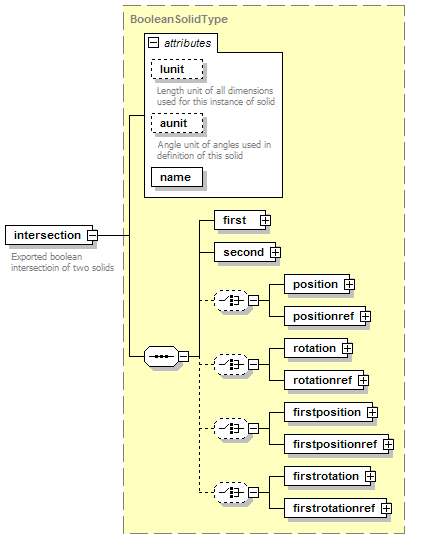 BooleanSolidType
attributes
lunit
Length unit of all dimensions
used for this instance of solid
aunit
Angle unit of angles used in
definition of this solid
name
intersection
Exported boolean
intersectioin of two solids
first
second
position
positionref
rotation
rotationref
firstposition
firstpositionref
firstrotation
firstrotationref